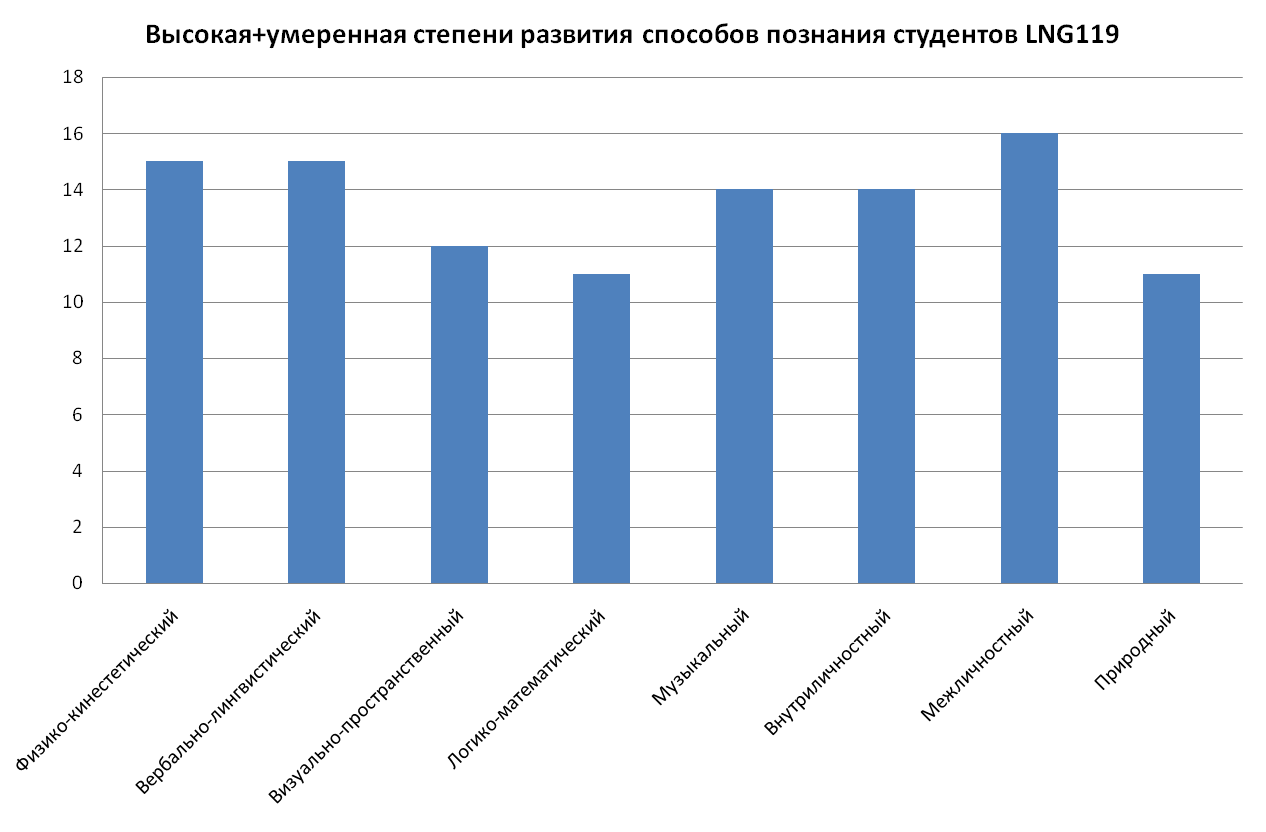 Высокая+умеренная степени развития способов познания студентов LNG119
18
16
14
12
10
8
6
4
2
0
Физико-кинестетический
Вербально-лингвистический
Визуально-пространственный
Логико-математический
Музыкальный
Внутриличностный
Межличностный
Природный